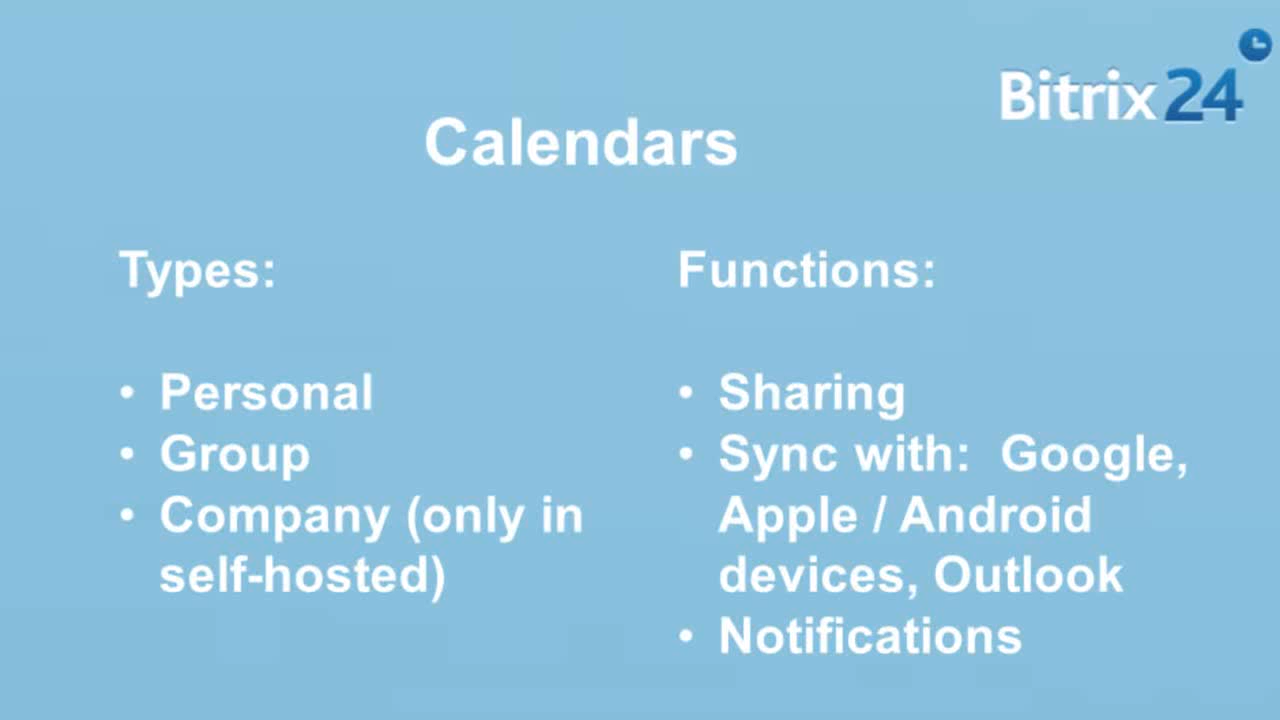 Bitrix24
Calendars
Types:
• Personal
• Group
• Company (only in
self-hosted)
Functions:
• Sharing
• Sync with: Google,
Apple / Android
devices, Outlook
• Notifications